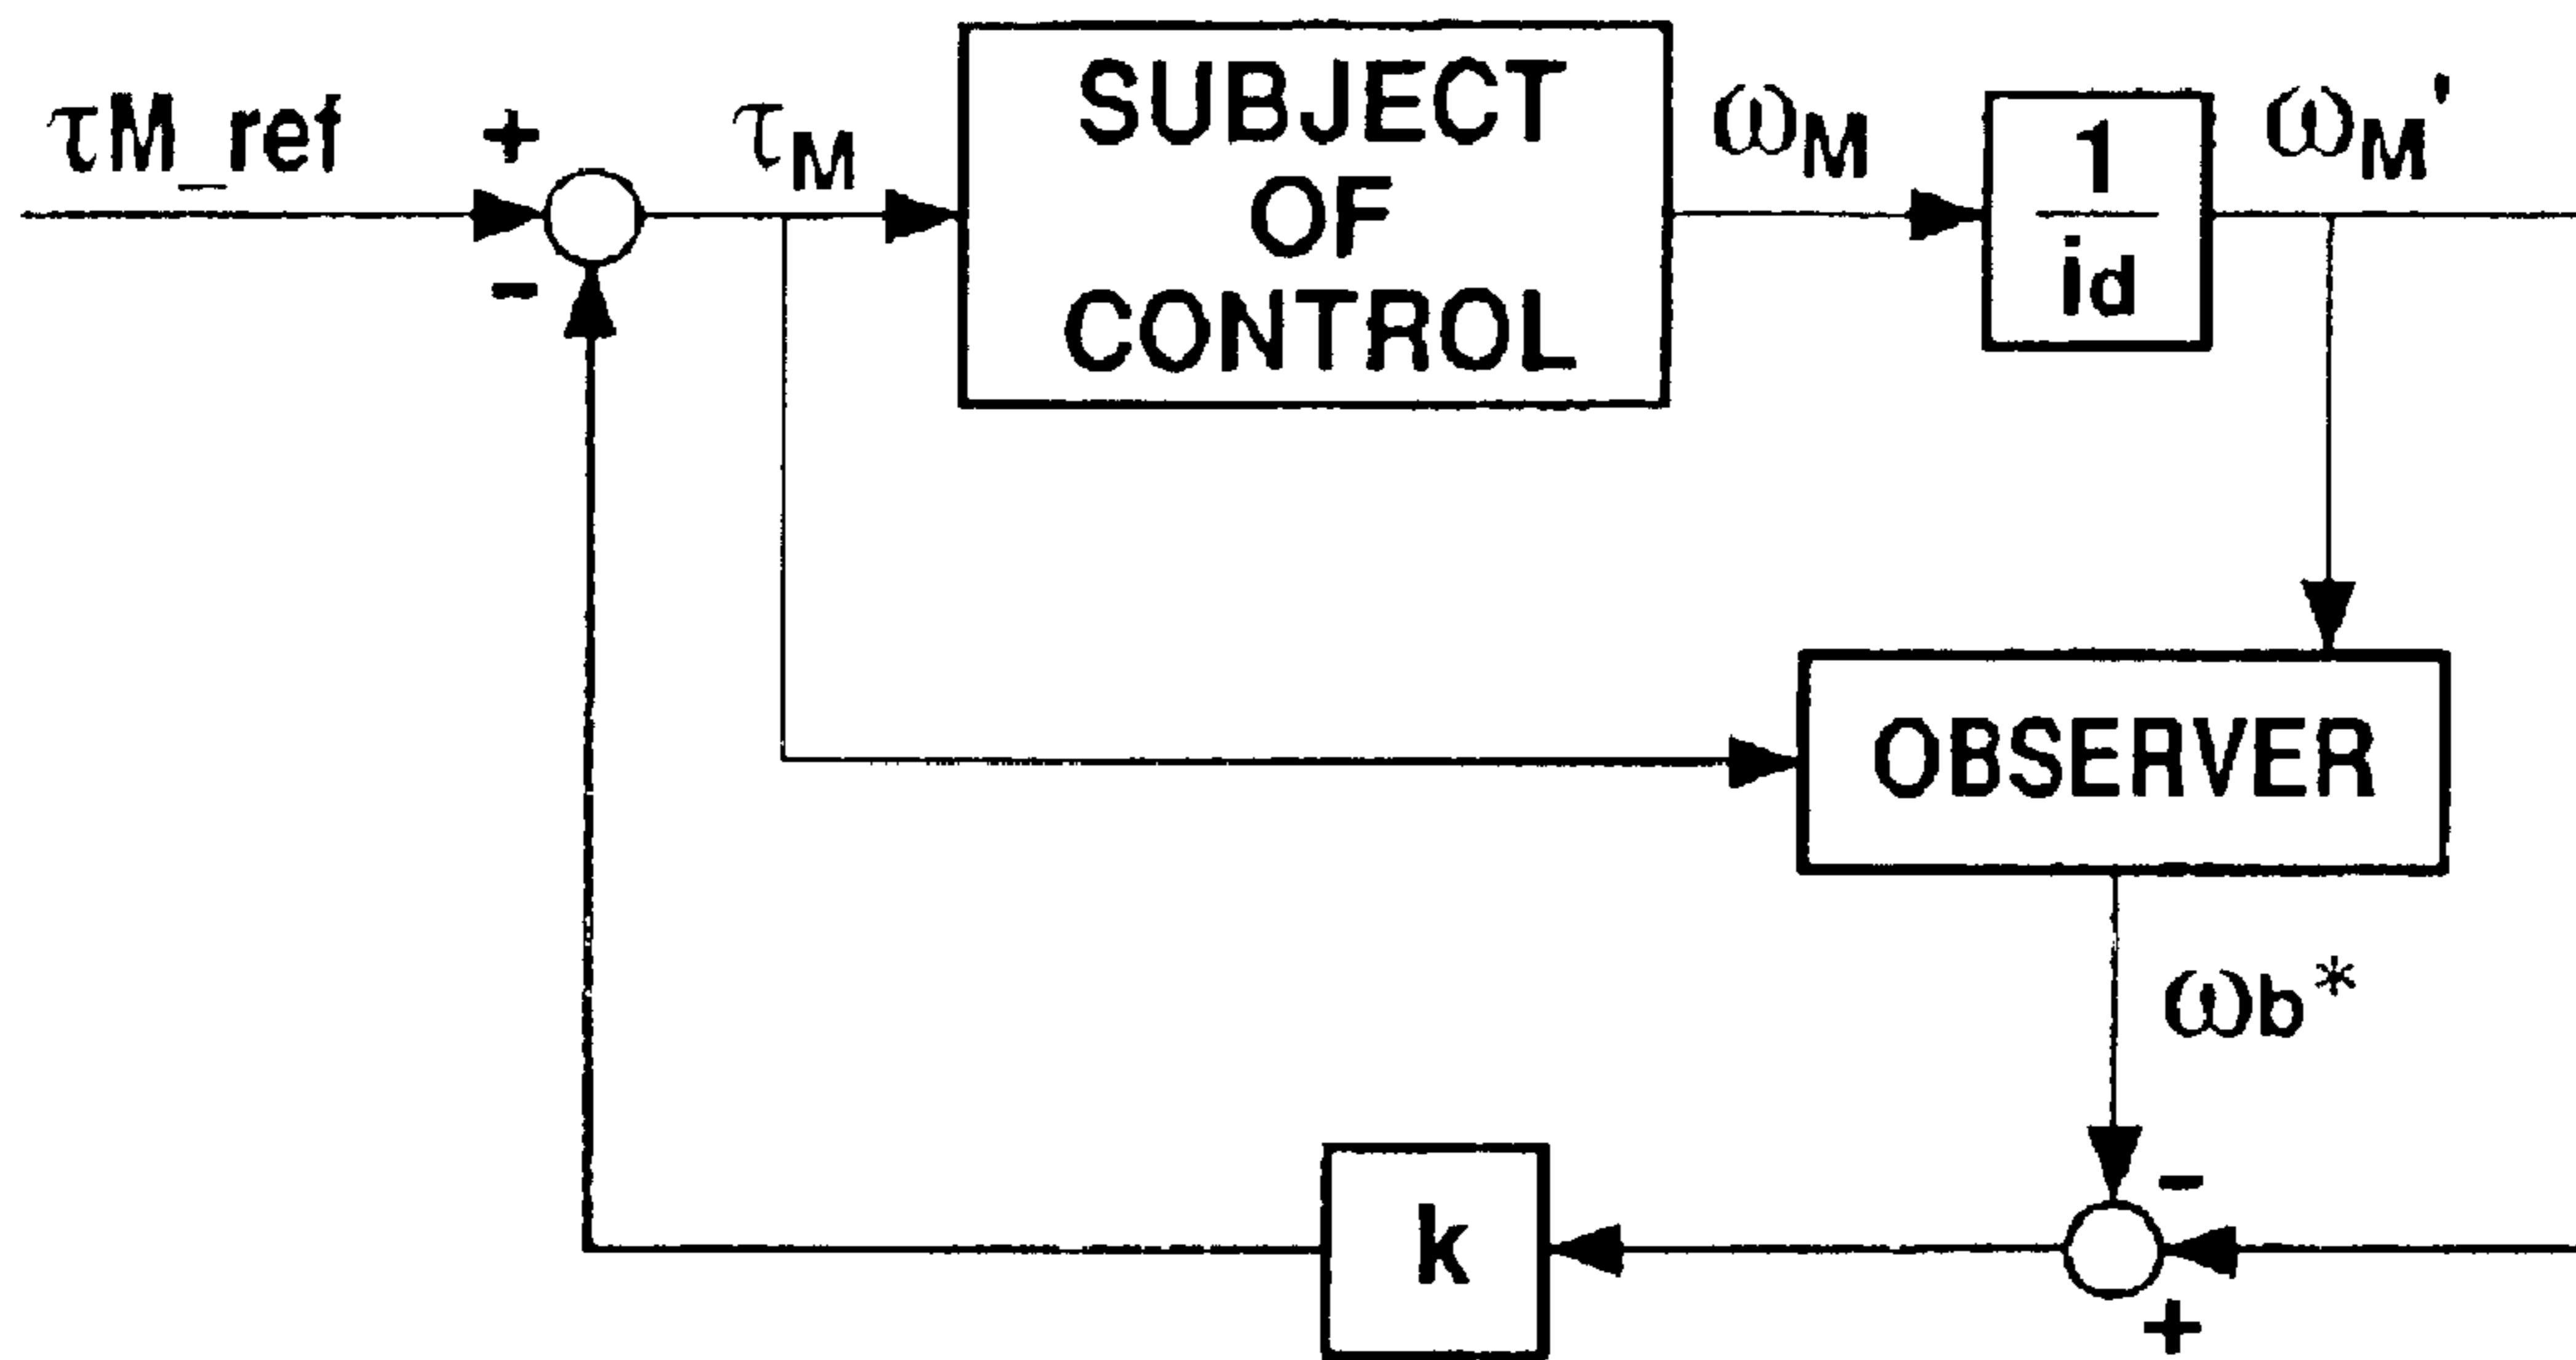 τM_ref
+
-
τM
SUBJECT
OF
CONTROL
ωM
1
id
ωM'
OBSERVER
ωb*
-
+
k